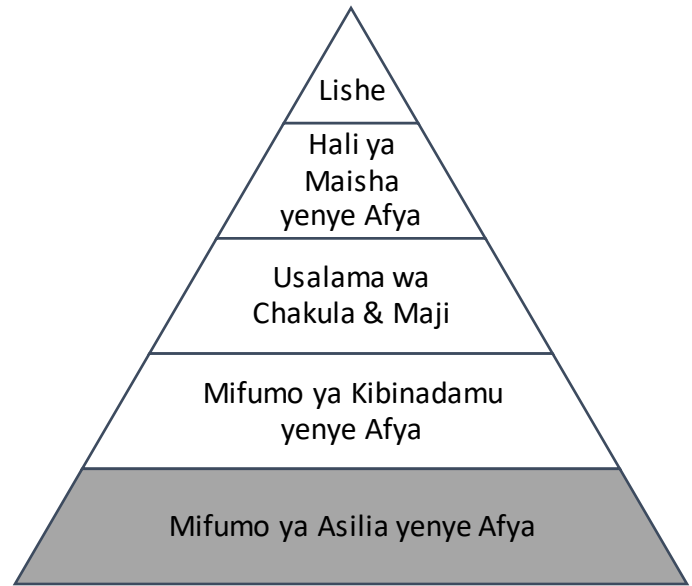 Lishe
Hali ya
Maisha
yenye Afya
Usalama wa
Chakula & Maji
Mifumo ya Kibinadamu
yenye Afya
Mifumo ya Asilia yenye Afya